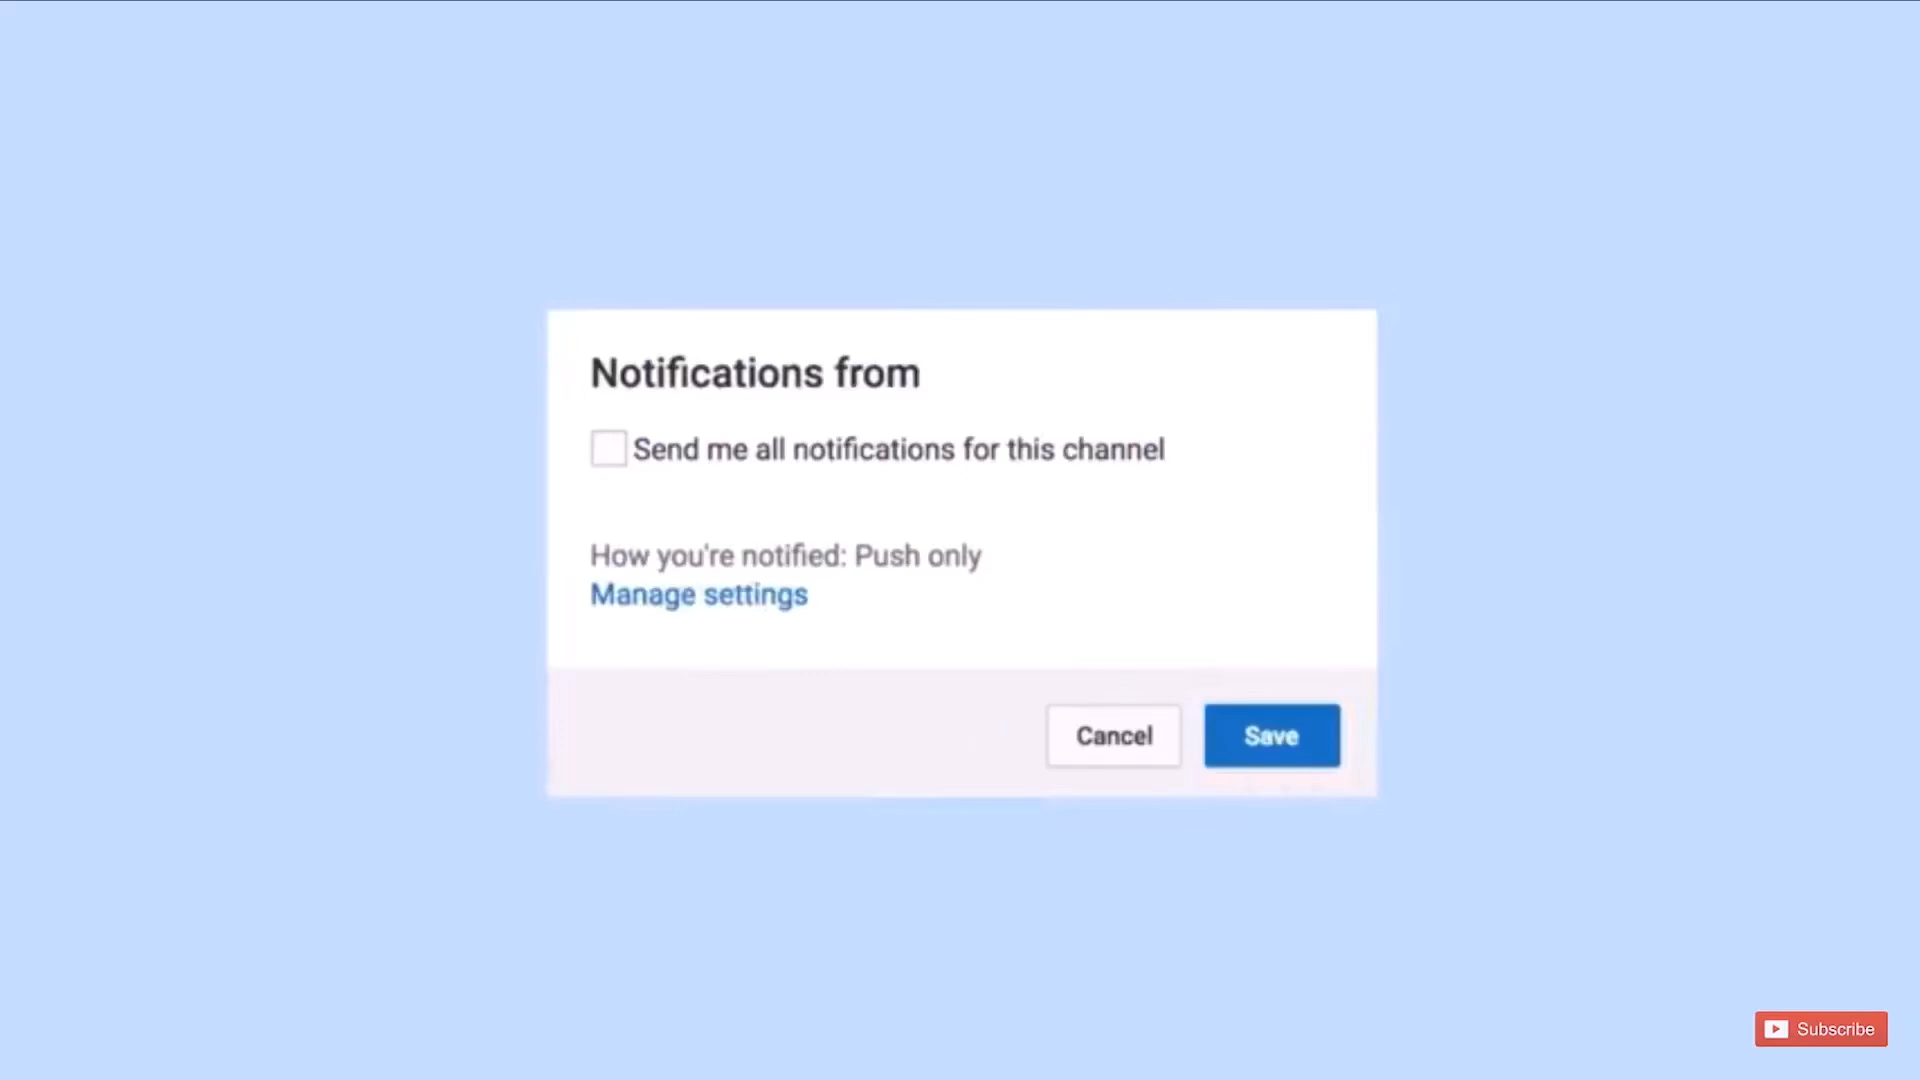 Notifications from
Send me all notifications for this channel
How you're notified: Push only
Manage settings
Cancel
Save
Subscribe